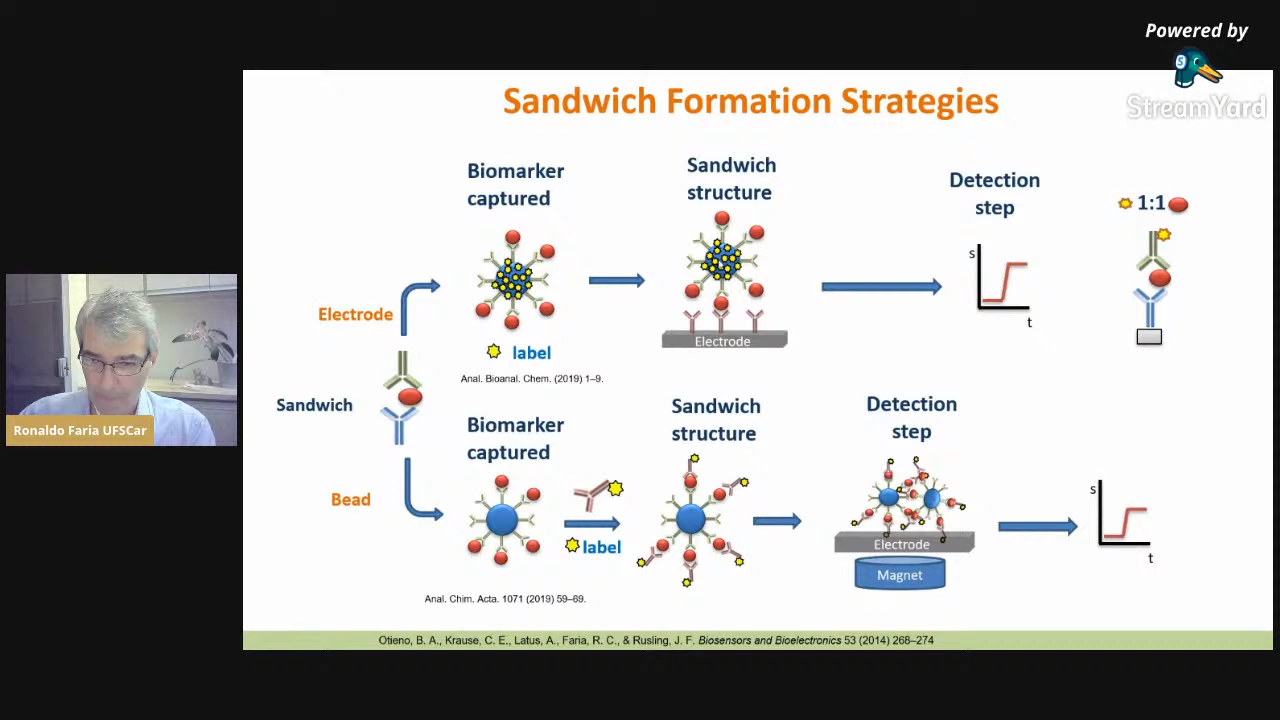 Powered by
StreamYard
Sandwich Formation Strategies
Biomarker
captured
Sandwich
structure
Detection
step
1:1
s
t
Electrode
Electrode
label
Anal. Bioanal. Chem. (2019) 1–9.
Sandwich
Bead
Biomarker
captured
Sandwich
structure
Detection
step
label
Electrode
Magnet
s
t
Anal. Chim. Acta. 1071 (2019) 59–69.
Otieno, B. A., Krause, C. E., Latus, A., Faria, R. C., & Rusling, J. F. Biosensors and Bioelectronics 53 (2014) 268–274
Ronaldo Faria UFSCar